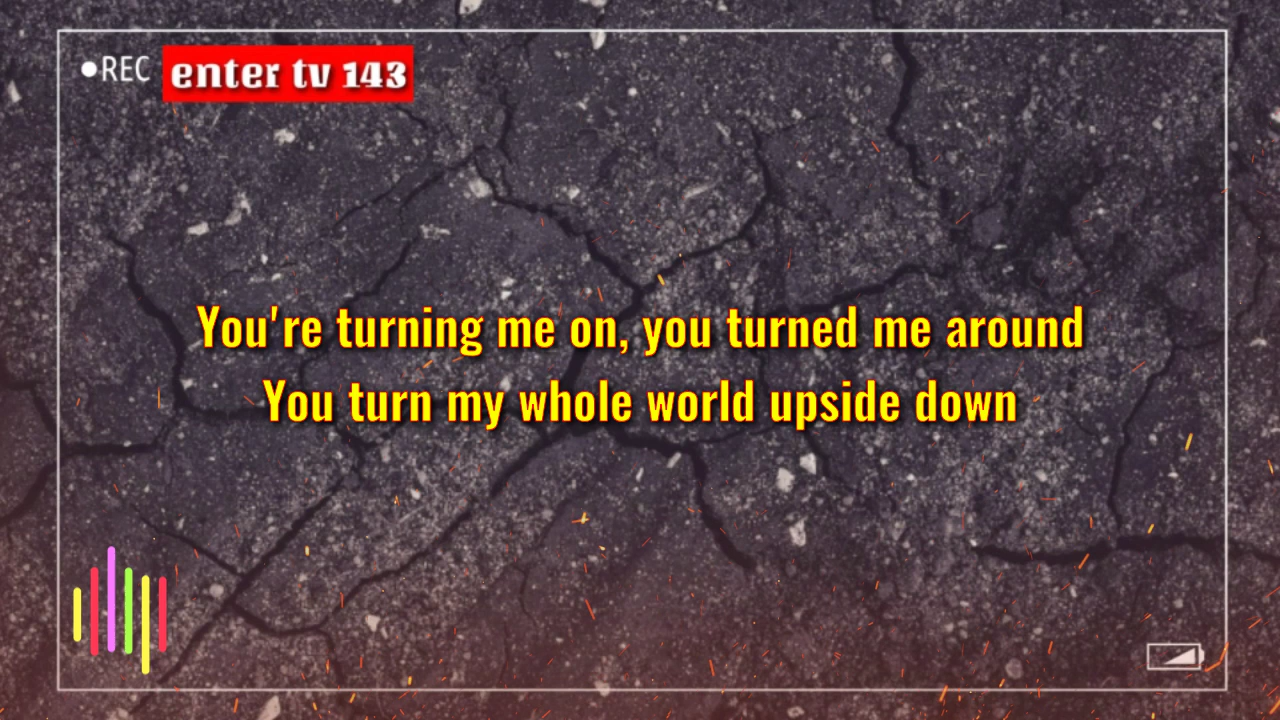 REC enter tv 143
You're turning me on, you turned me around
You turn my whole world upside down